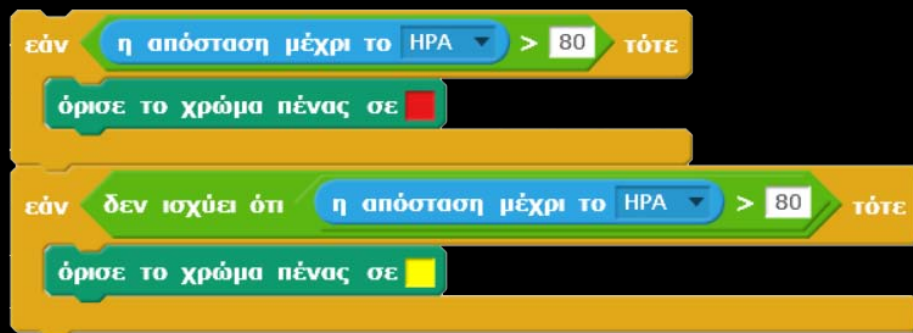 εάν η απόσταση μέχρι το ΗΡΑ > 80 τότε
όρισε το χρώμα πένας σε
εάν δεν ισχύει ότι η απόσταση μέχρι το ΗΡΑ > 80 τότε
όρισε το χρώμα πένας σε